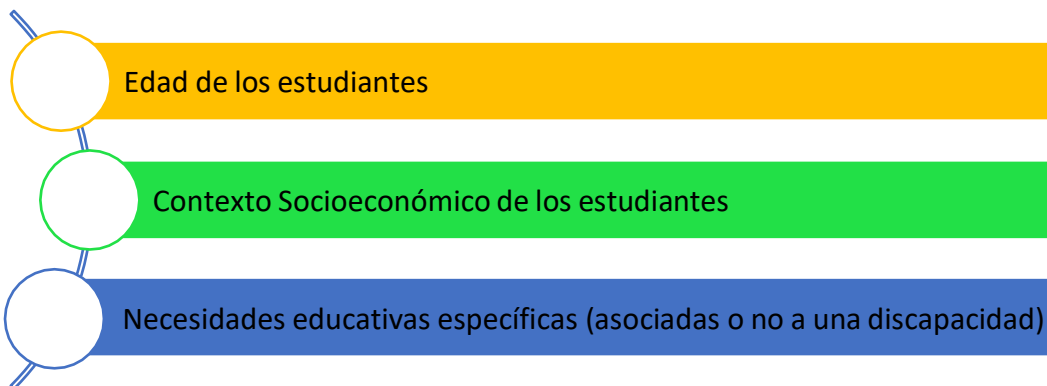 Edad de los estudiantes
Contexto Socioeconómico de los estudiantes
Necesidades educativas específicas (asociadas o no a una discapacidad)